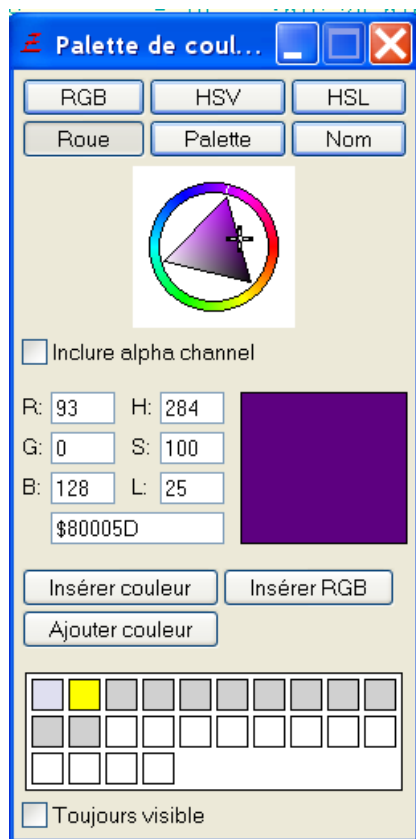 Palette de coul...
RGB HSV HSL
Roue Palette Nom
Inclure alpha channel
R: 93 H: 284
G: 0 S: 100
B: 128 L: 25
$80005D
Insérer couleur Insérer RGB
Ajouter couleur
Toujours visible